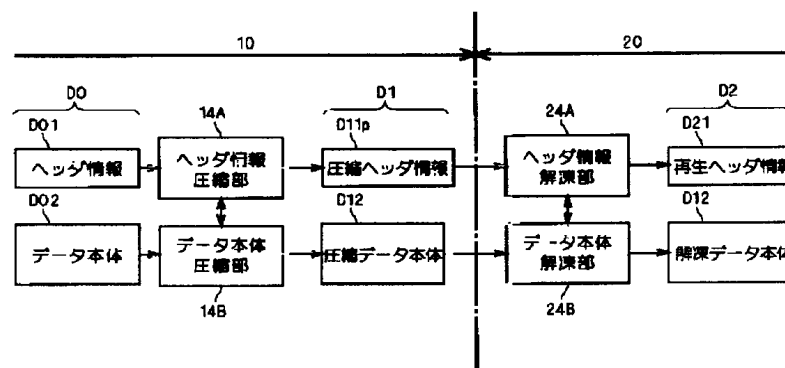 10
20
D0
D1
D2
D01
14A
D11p
24A
D21
ヘッダ情報
ヘッダ情報
圧縮部
圧縮ヘッダ情報
ヘッダ情報
解凍部
再生ヘッダ情報
D02
D12
D12
データ本体
データ本体
圧縮部
圧縮データ本体
データ本体
解凍部
解凍データ本体
14B
24B